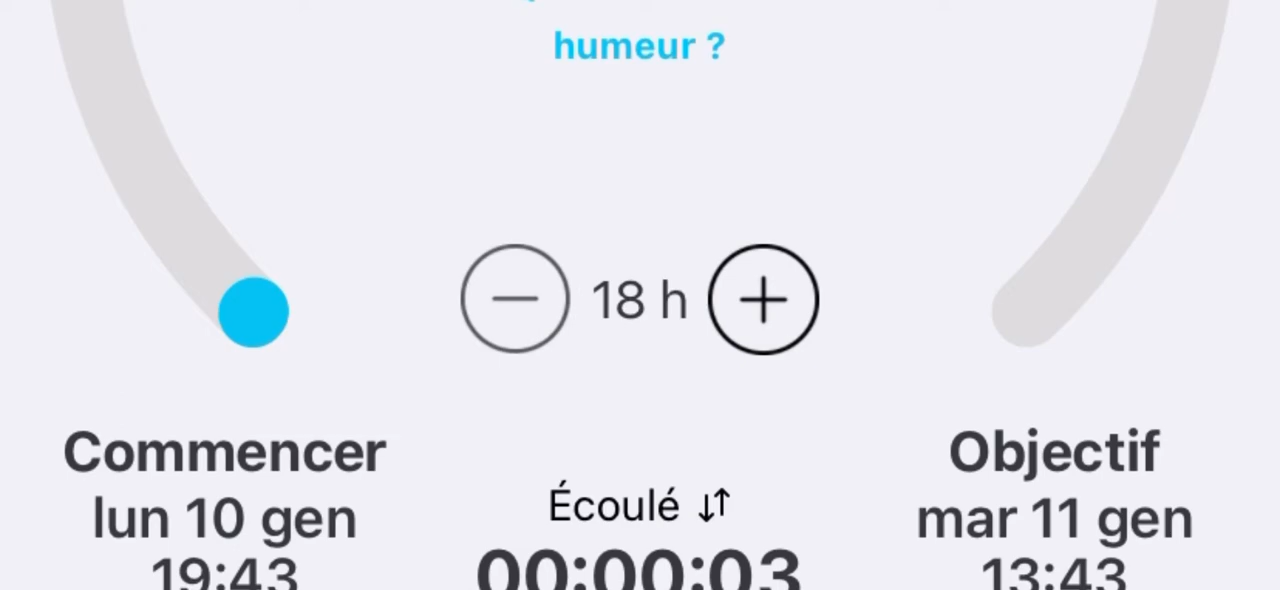 humeur ?
18 h
Commencer
lun 10 gen
19:43
Écoulé ↓↑
00:00:03
Objectif
mar 11 gen
13:43